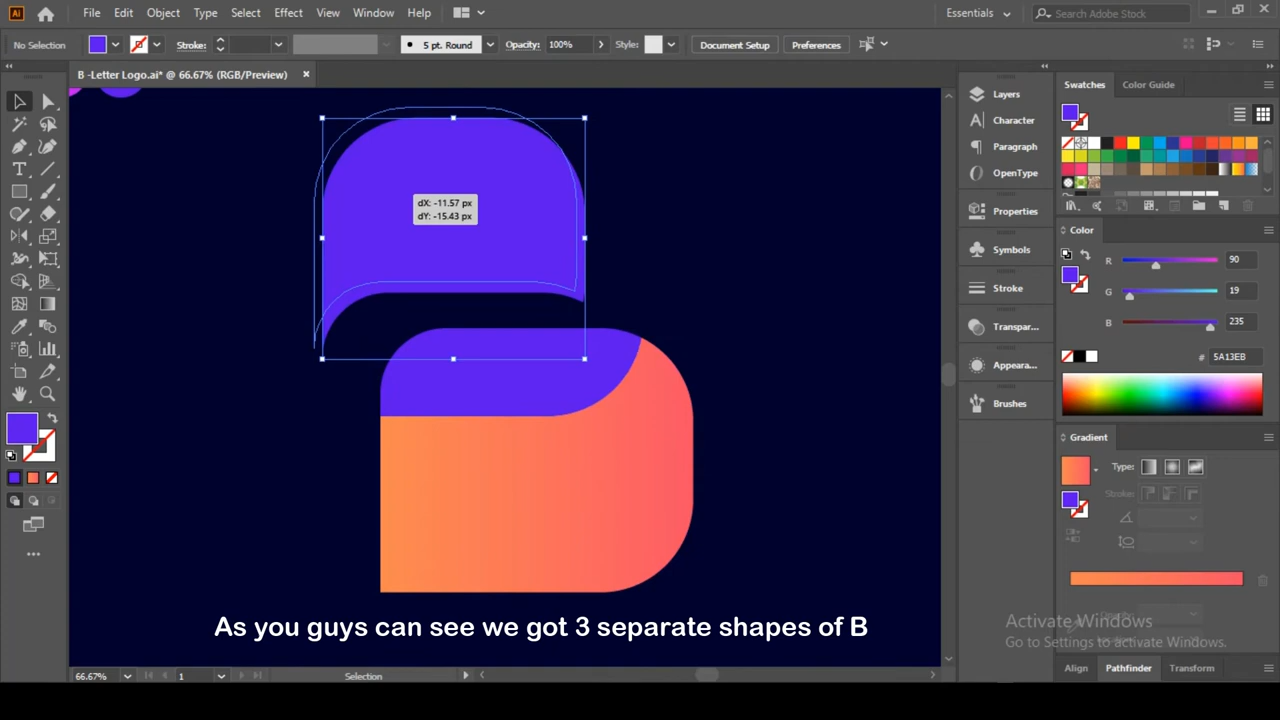 Ai File Edit Object Type Select Effect View Window Help Essentials Search Adobe Stock
No Selection Stroke: 5 pt. Round Opacity: 100% Style: Document Setup Preferences
B -Letter Logo.ai* @ 66.67% (RGB/Preview) ×
Layers
Character
Paragraph
OpenType
Properties
Symbols
Stroke
Transpar...
Appeara...
Brushes
Swatches Color Guide
Color
R 90
G 19
B 235
# 5A13EB
Gradient
Type:
Stroke:
dX: -11.57 px
dY: -15.43 px
As you guys can see we got 3 separate shapes of B
Activate Windows
Go to Settings to activate Windows.
66.67% 1 Selection
Align Pathfinder Transform